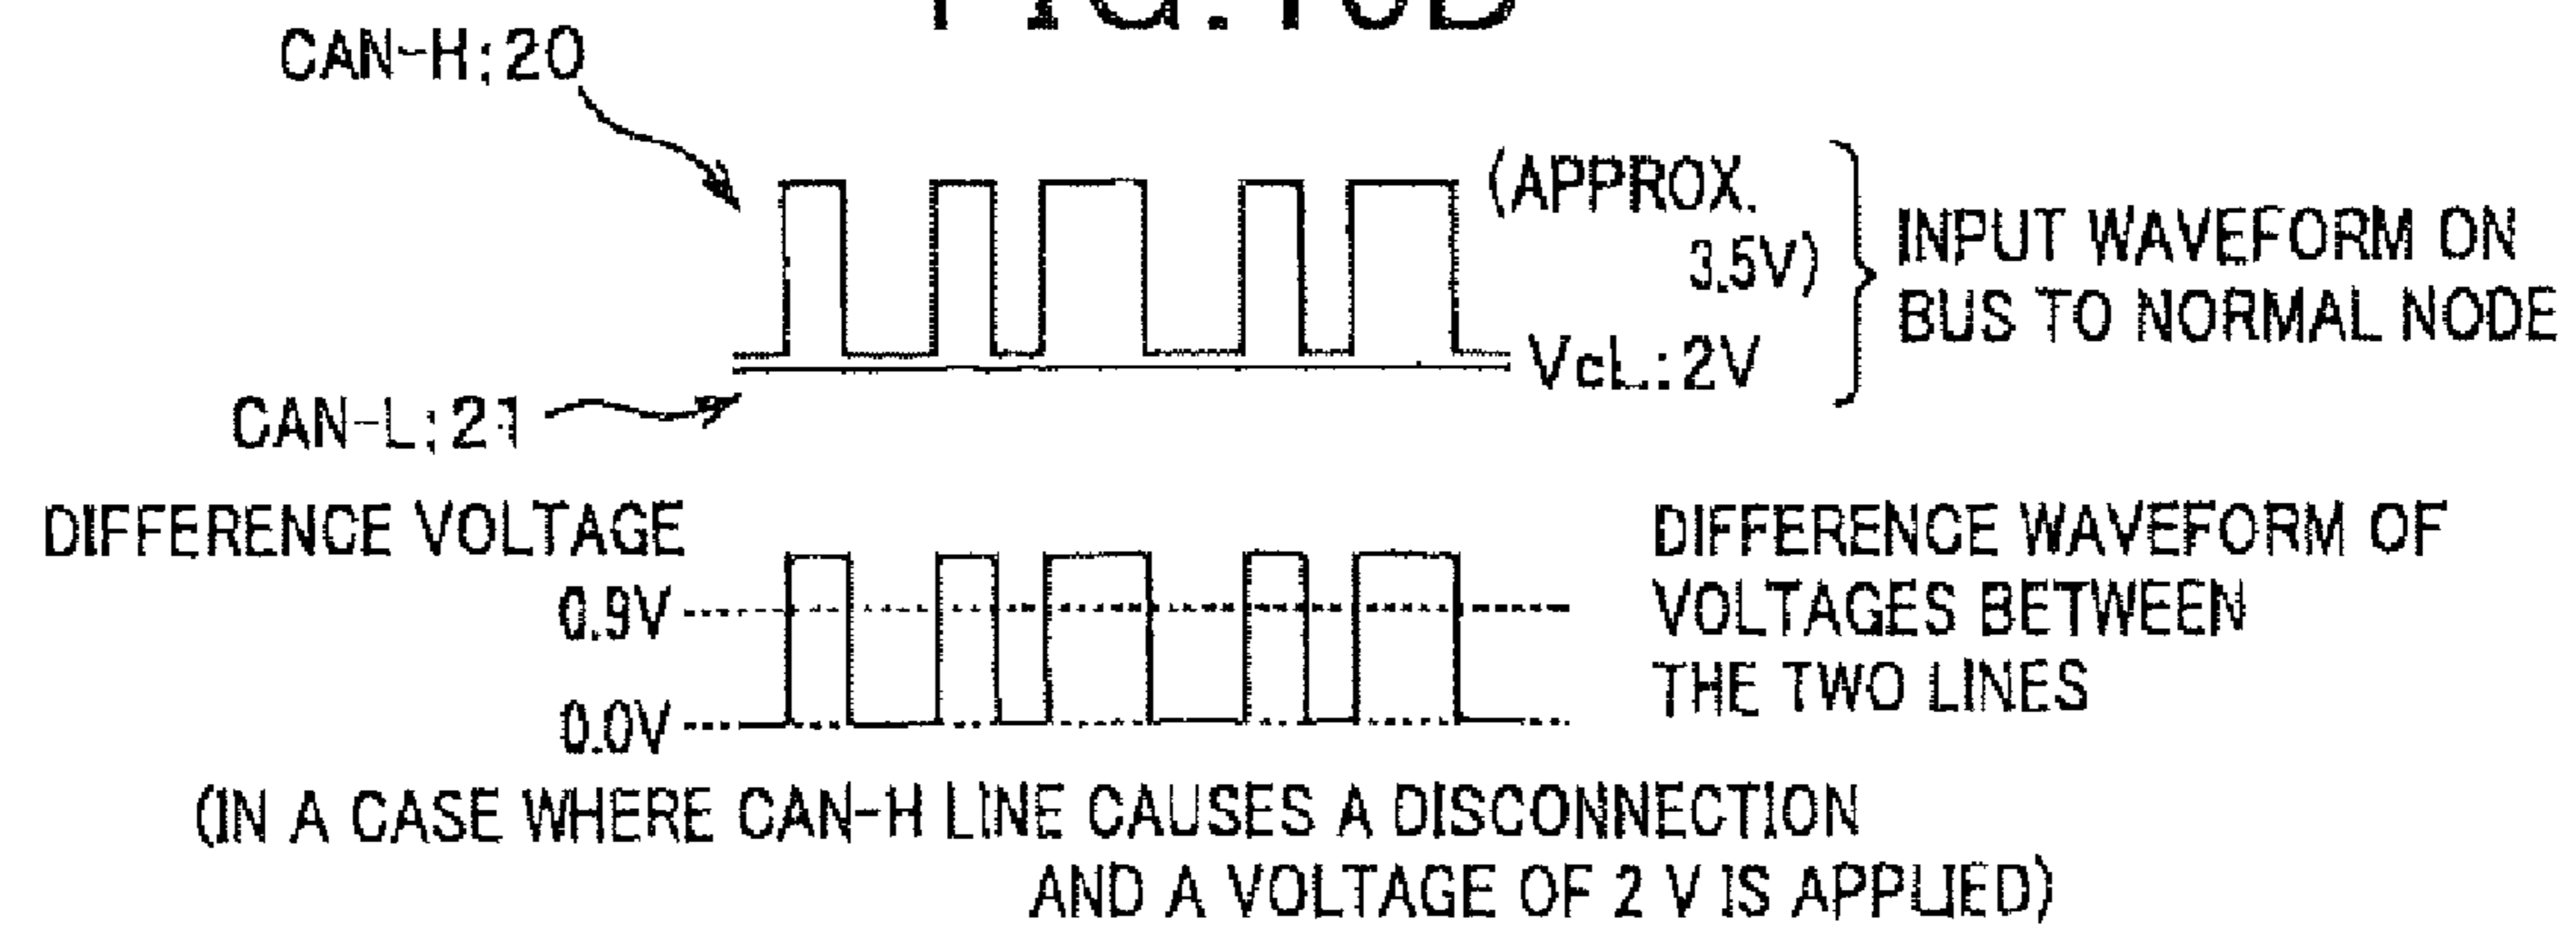 CAN-H:20
(APPROX.
3.5V)
INPUT WAVEFORM ON
BUS TO NORMAL NODE
VcL:2V
CAN-L:21
DIFFERENCE VOLTAGE
0.9V
0.0V
DIFFERENCE WAVEFORM OF
VOLTAGES BETWEEN
THE TWO LINES
(IN A CASE WHERE CAN-H LINE CAUSES A DISCONNECTION
AND A VOLTAGE OF 2 V IS APPLIED)